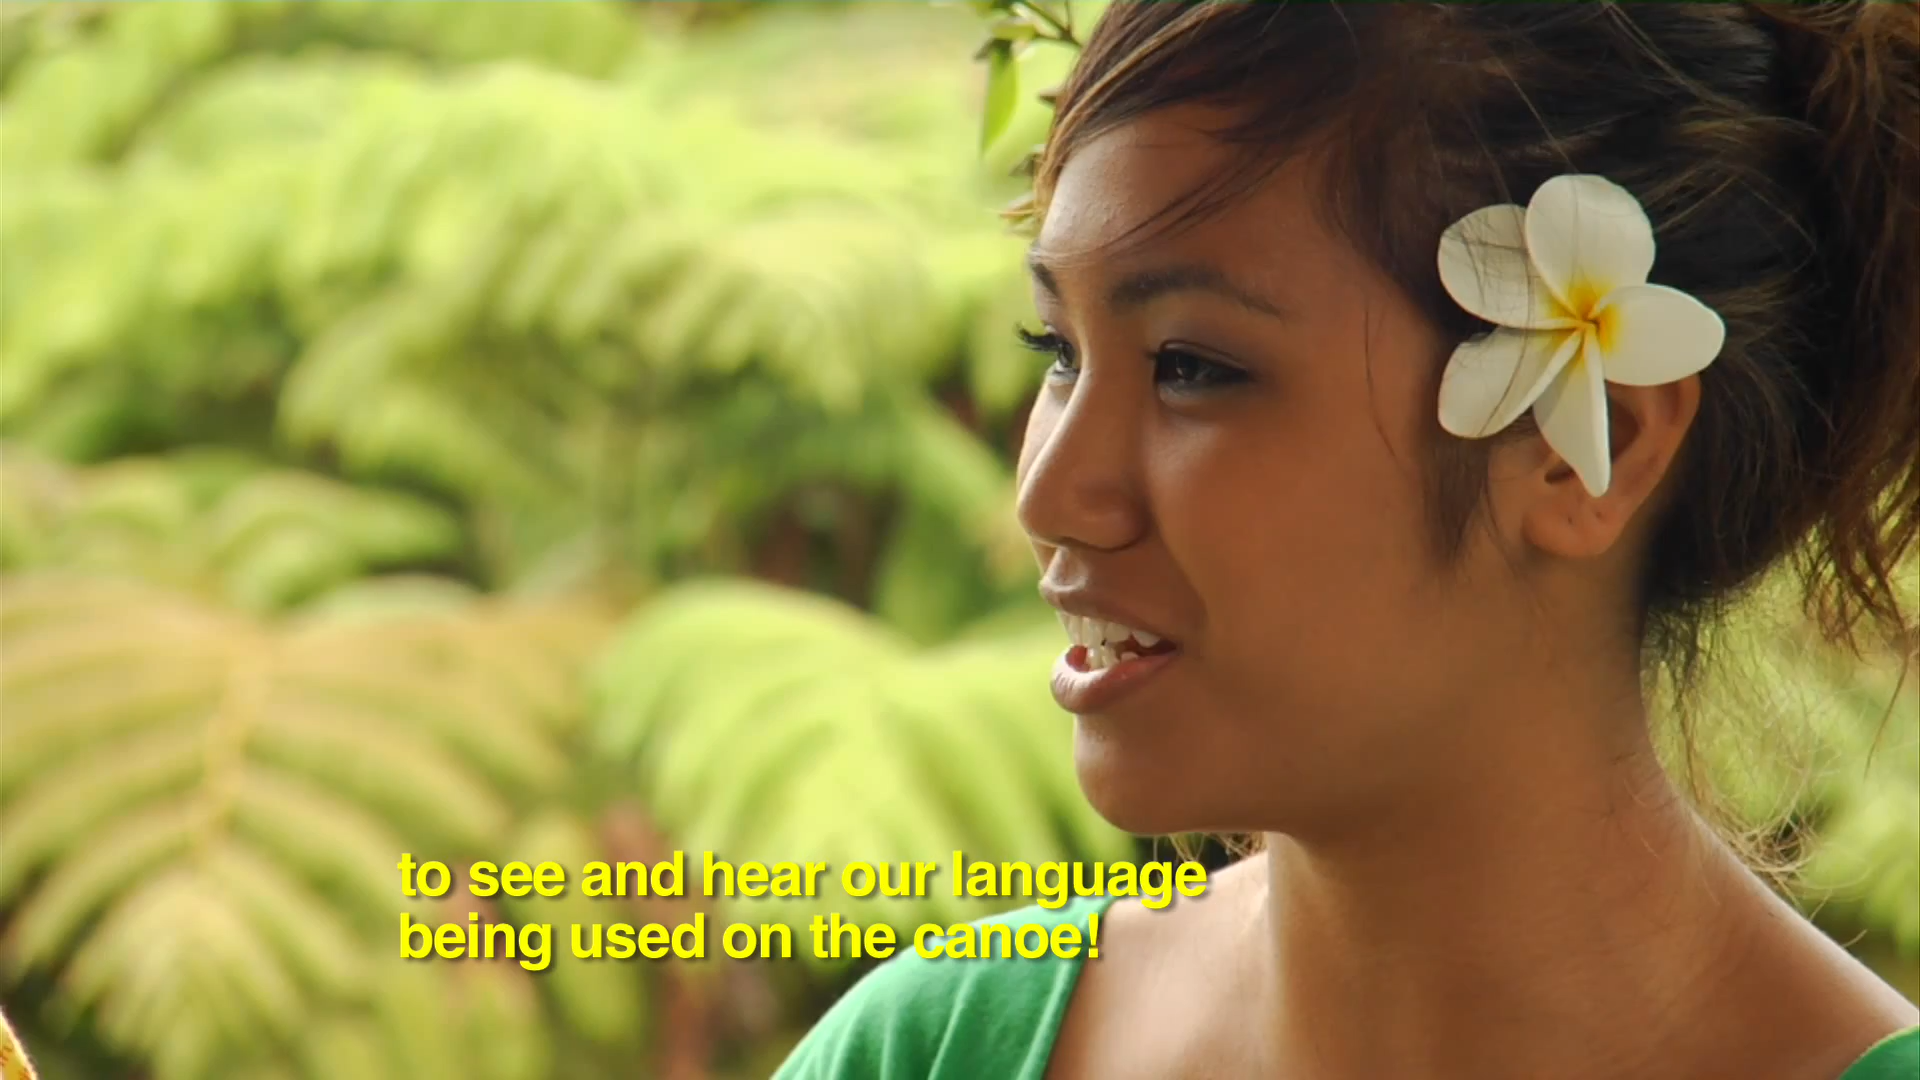 to see and hear our language
being used on the canoe!